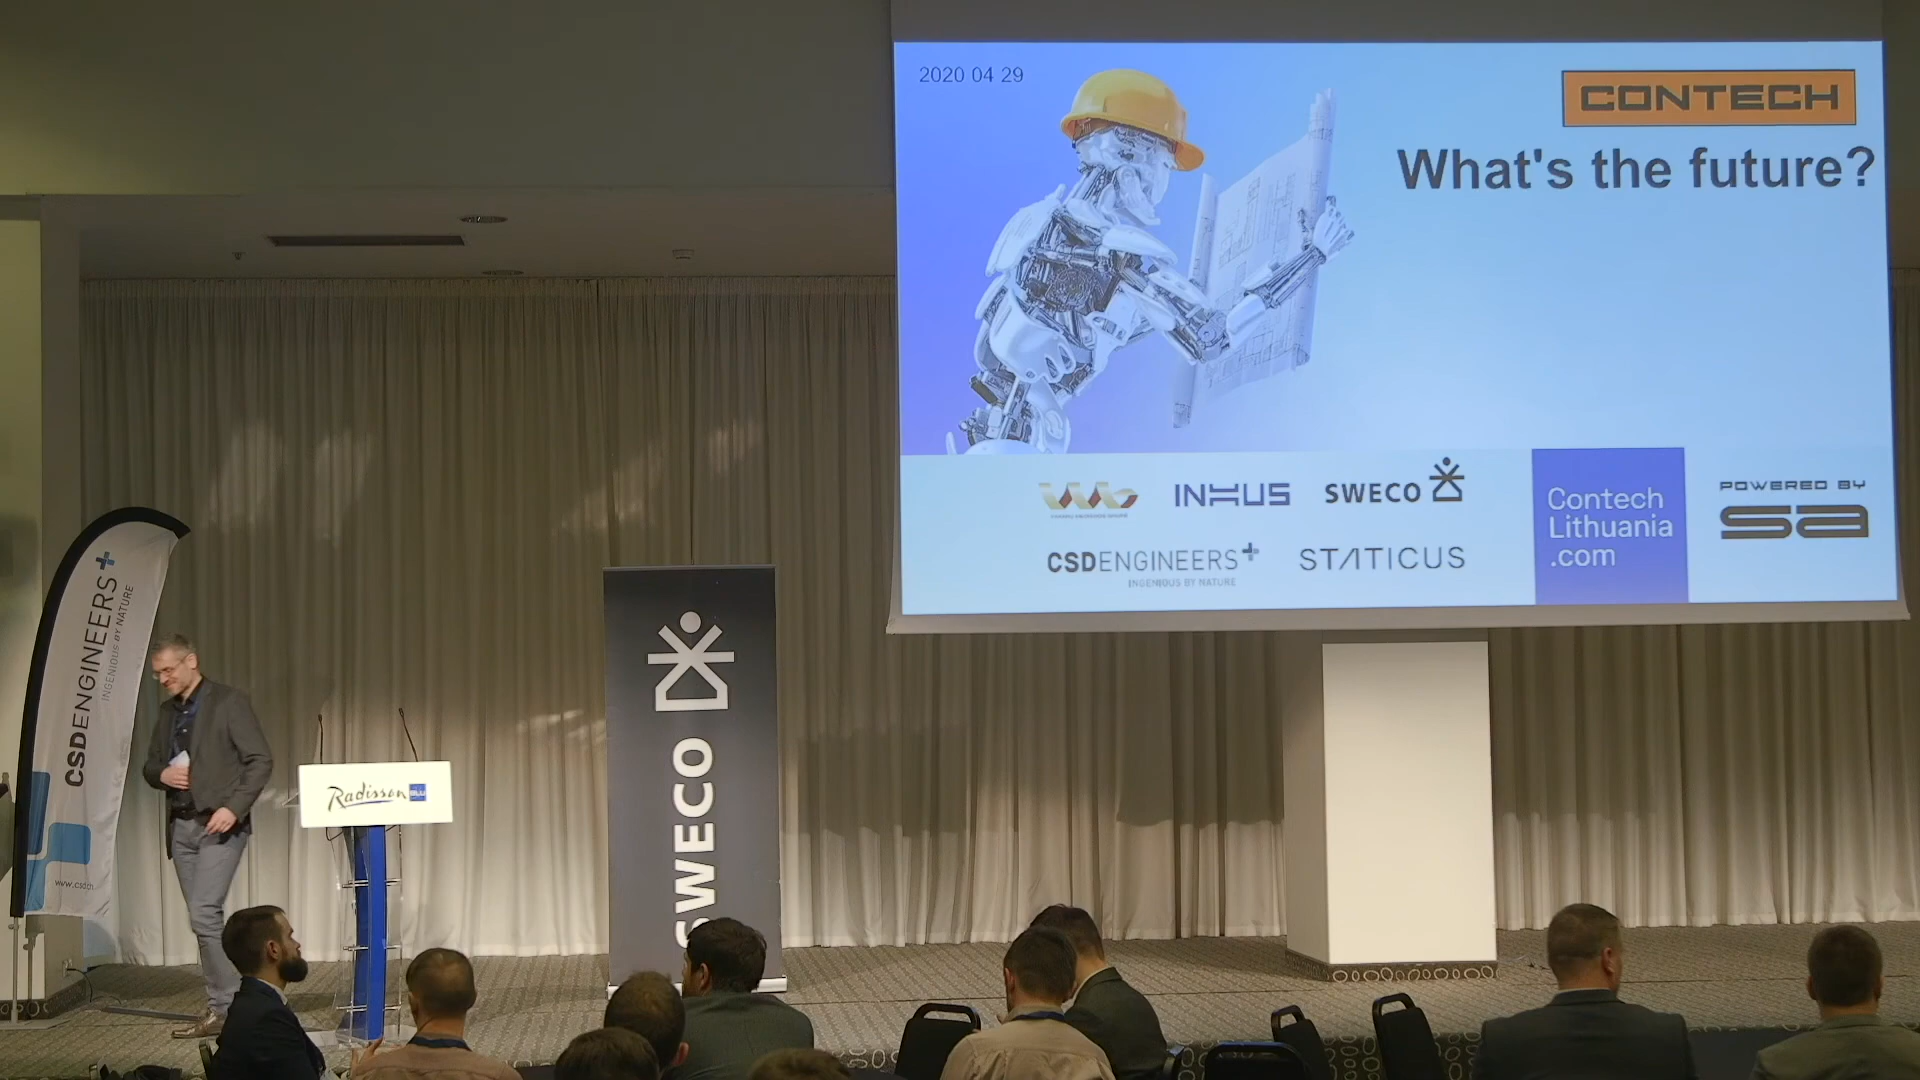 2020 04 29
CONTECH
What's the future?
INHUS
SWECO
CSDENGINEERS+
INGENIOUS BY NATURE
STATICUS
Contech
Lithuania
.com
POWERED BY
sa
CSDENGINEERS+
INGENIOUS BY NATURE
SWECO
Radisson BLU